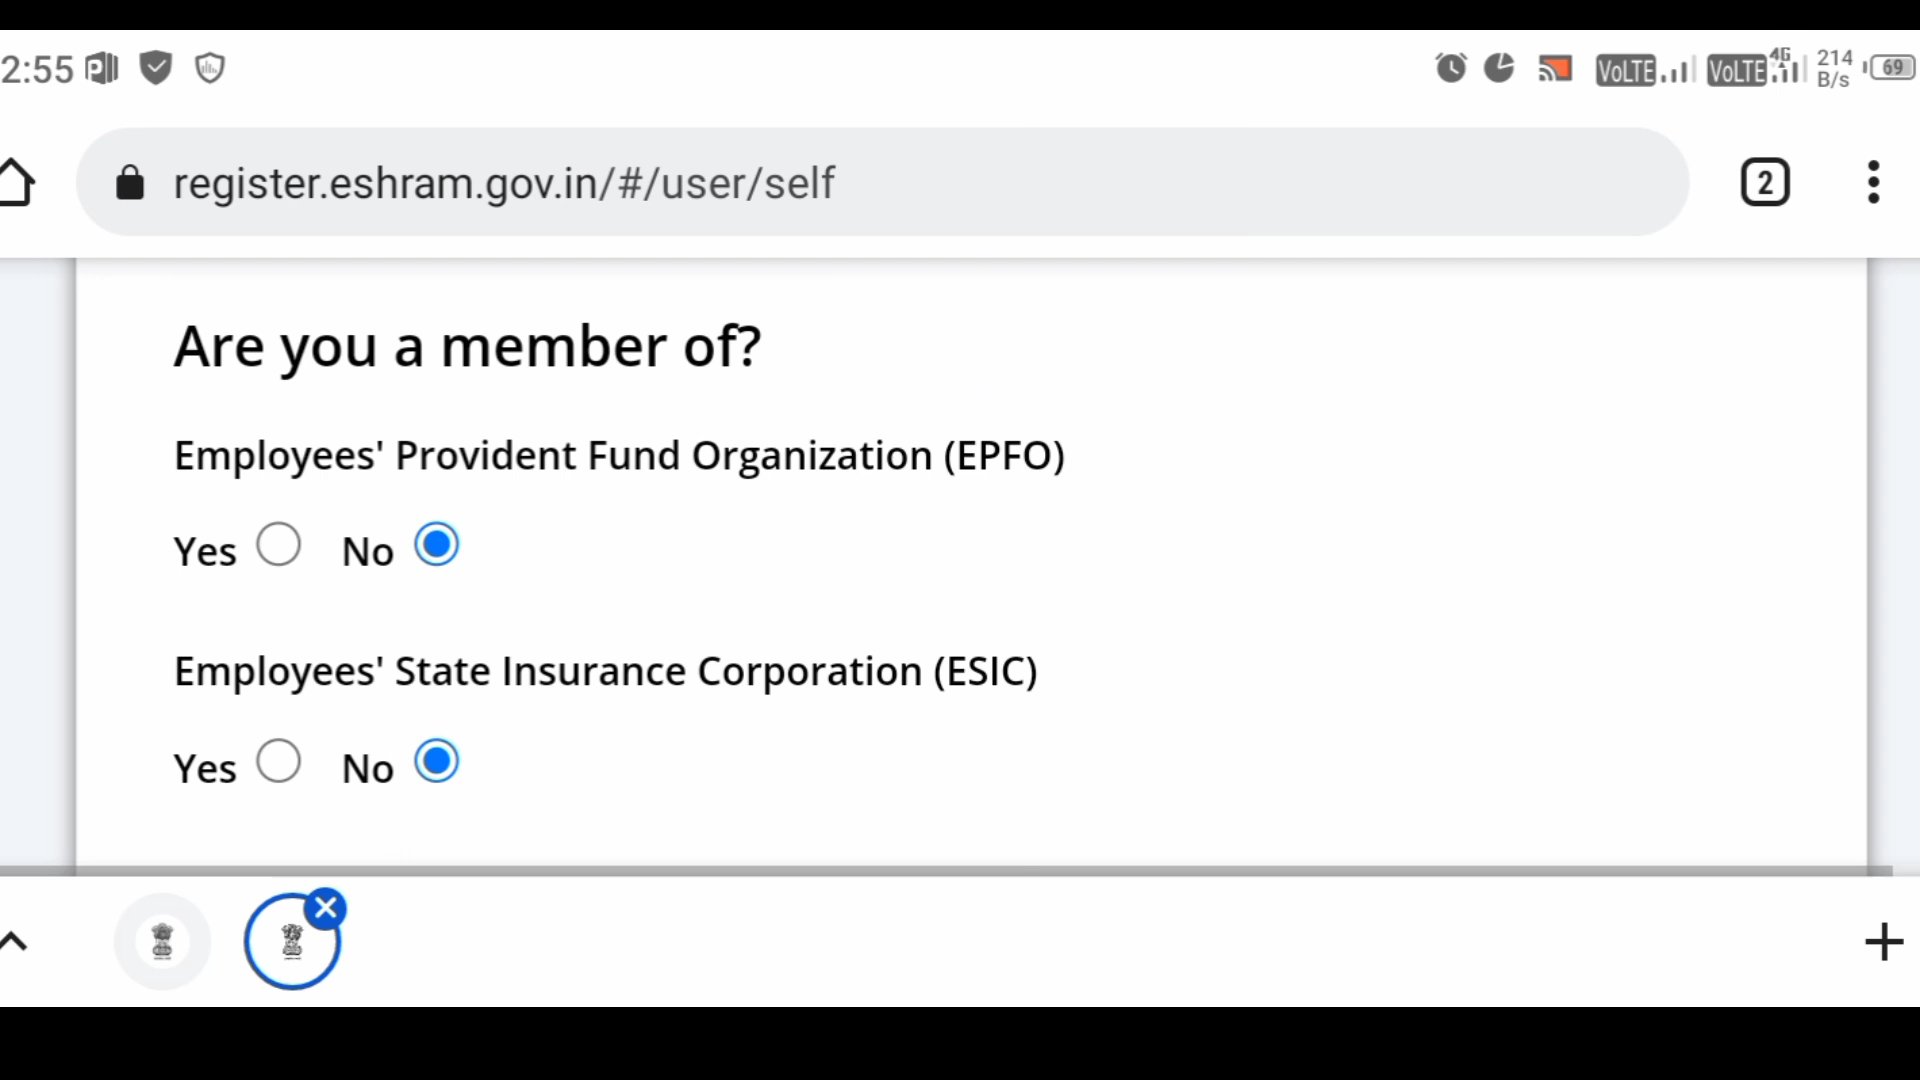 2:55 VoLTE VoLTE 4G 214 B/s 69
register.eshram.gov.in/#/user/self 2
Are you a member of?
Employees' Provident Fund Organization (EPFO)
Yes No
Employees' State Insurance Corporation (ESIC)
Yes No